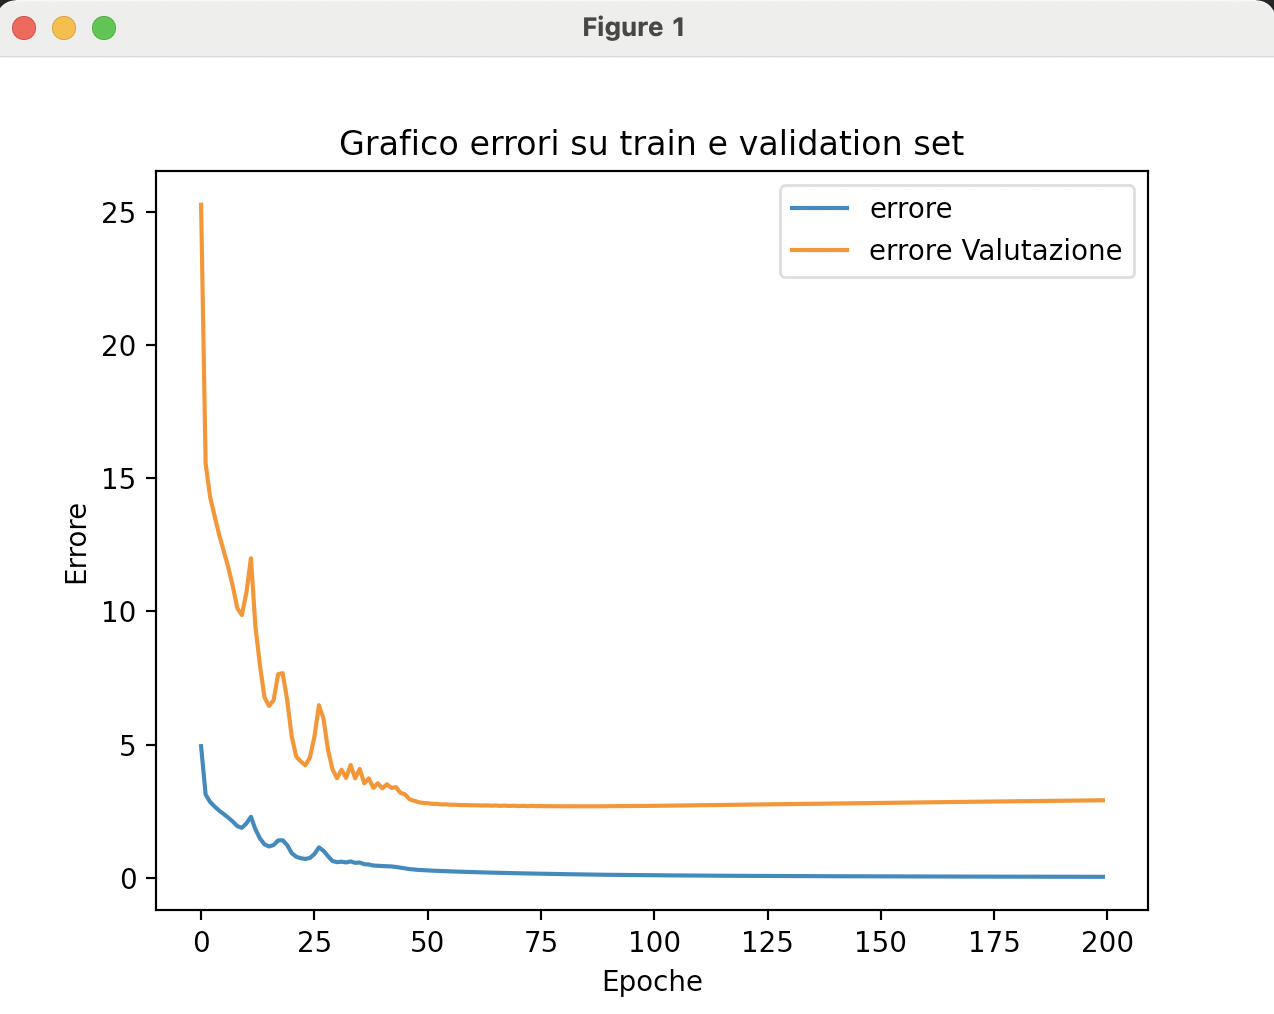 Figure 1
Grafico errori su train e validation set
errore
errore Valutazione
25
20
15
10
5
0
Errore
0 25 50 75 100 125 150 175 200
Epoche